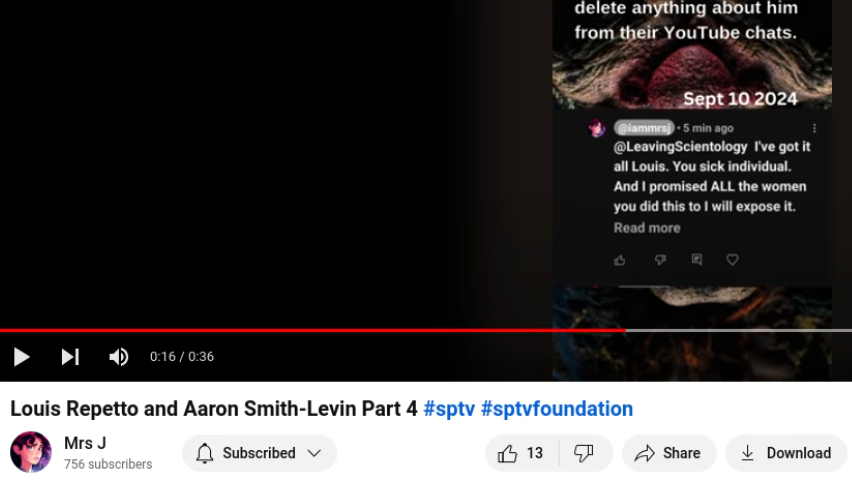 delete anything about him
from their YouTube chats.
Sept 10 2024
@iammrsj • 5 min ago
@LeavingScientology I've got it
all Louis. You sick individual.
And I promised ALL the women
you did this to I will expose it.
Read more
0:16 / 0:36
Louis Repetto and Aaron Smith-Levin Part 4 #sptv #sptvfoundation
Mrs J
756 subscribers
Subscribed
13
Share
Download